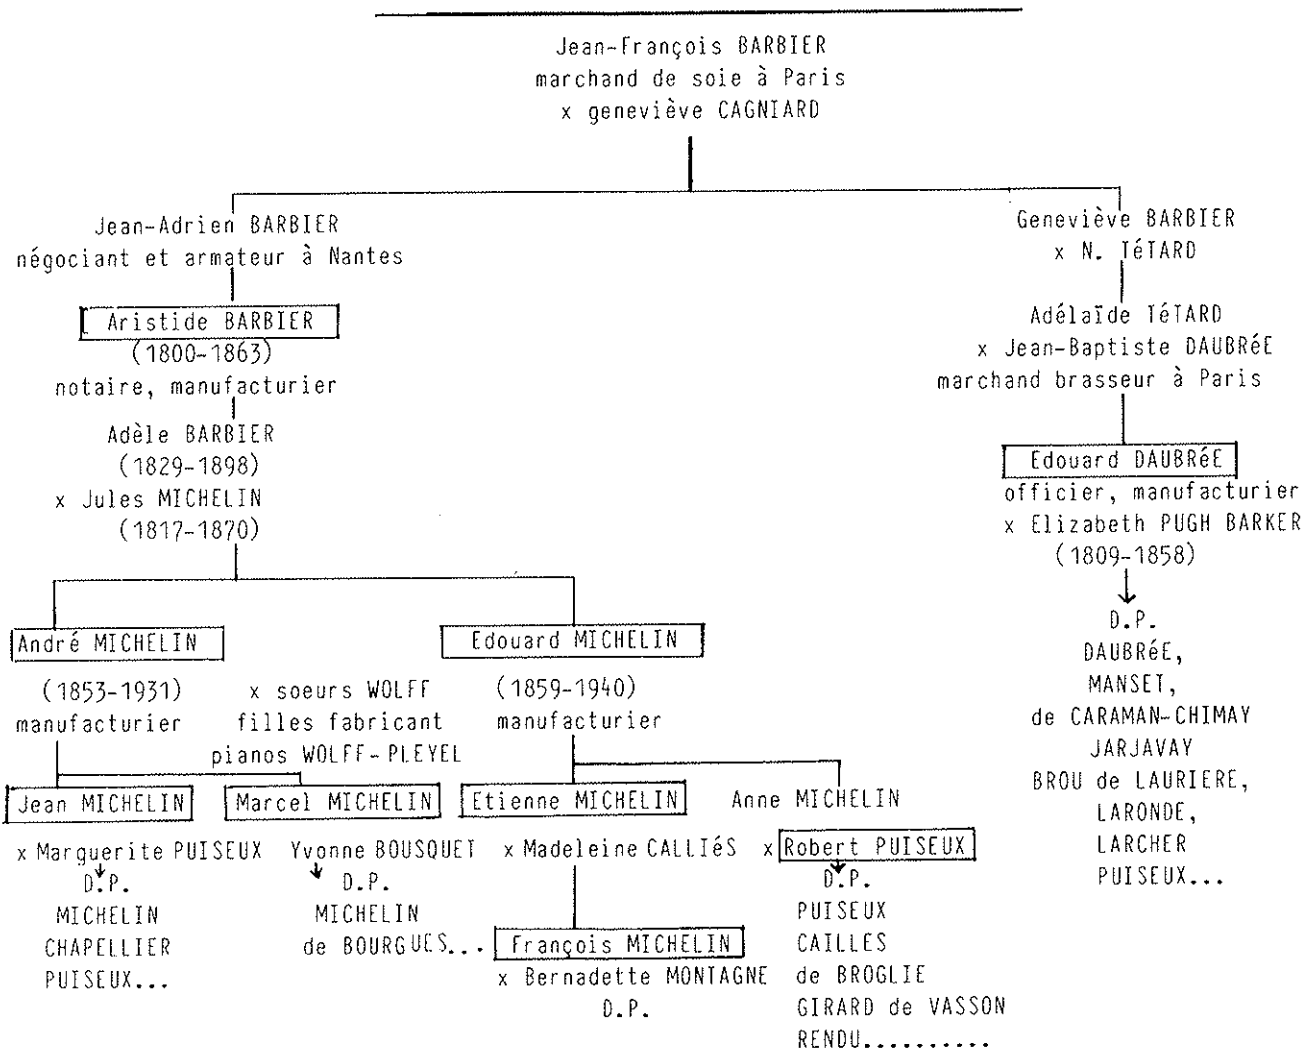 Jean-François BARBIER
marchand de soie à Paris
x geneviève CAGNIARD
Jean-Adrien BARBIER
négociant et armateur à Nantes
Aristide BARBIER
(1800-1863)
notaire, manufacturier
Adèle BARBIER
(1829-1898)
x Jules MICHELIN
(1817-1870)
Geneviève BARBIER
x N. TéTARD
Adélaïde TéTARD
x Jean-Baptiste DAUBRéE
marchand brasseur à Paris
Edouard DAUBRéE
officier, manufacturier
x Elizabeth PUGH BARKER
(1809-1858)
D.P.
DAUBRéE,
MANSET,
de CARAMAN-CHIMAY
JARJAVAY
BROU de LAURIERE,
LARONDE,
LARCHER
PUISEUX...
André MICHELIN
(1853-1931)
manufacturier
x soeurs WOLFF
filles fabricant
pianos WOLFF-PLEYEL
Edouard MICHELIN
(1859-1940)
manufacturier
Jean MICHELIN
x Marguerite PUISEUX
D.P.
MICHELIN
CHAPELLIER
PUISEUX...
Marcel MICHELIN
Yvonne BOUSQUET
D.P.
MICHELIN
de BOURGUES...
Etienne MICHELIN
x Madeleine CALLIéS
François MICHELIN
x Bernadette MONTAGNE
D.P.
Anne MICHELIN
x Robert PUISEUX
D.P.
PUISEUX
CAILLES
de BROGLIE
GIRARD de VASSON
RENDU..........